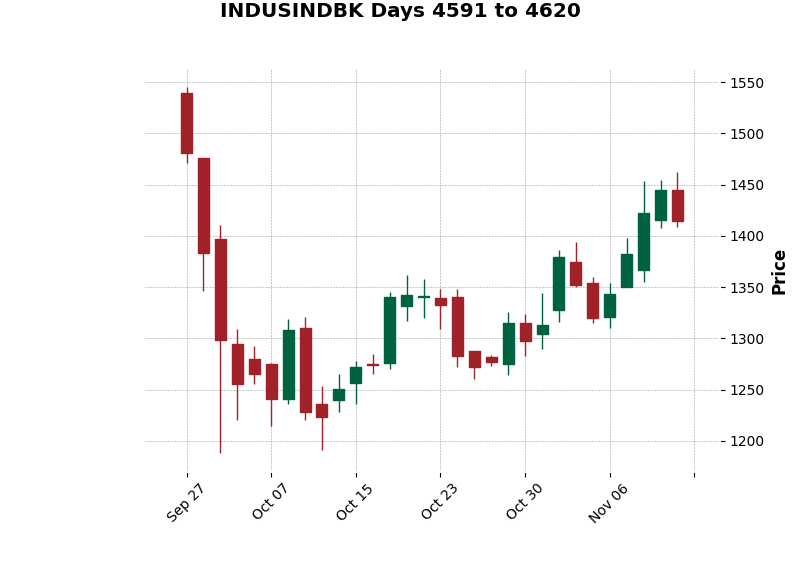 INDUSINDBK Days 4591 to 4620
1550
1500
1450
1400
1350
1300
1250
1200
Price
Sep 27
Oct 07
Oct 15
Oct 23
Oct 30
Nov 06